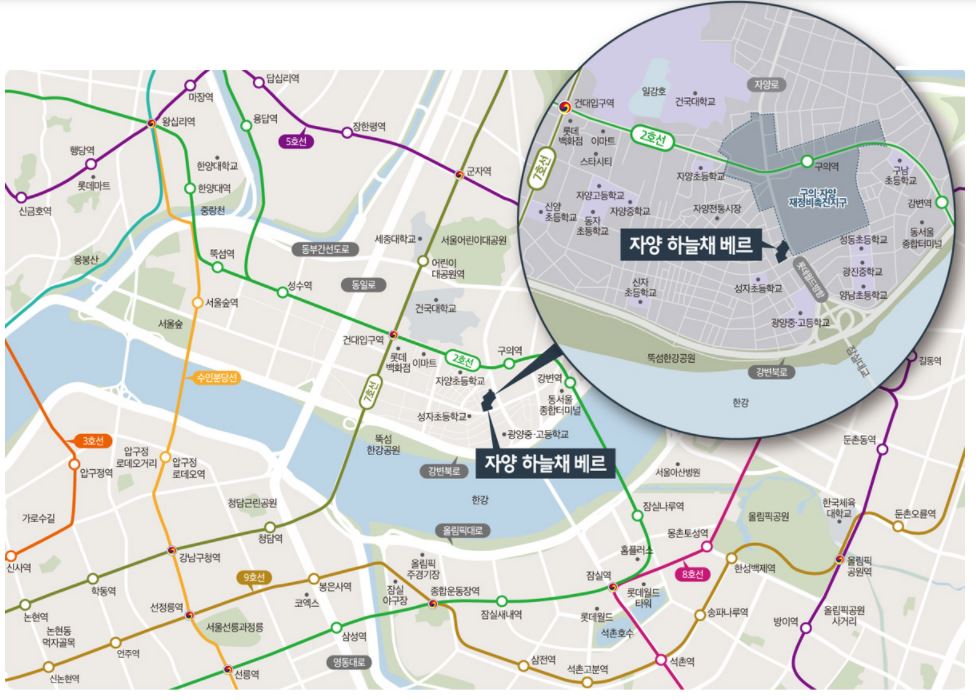 답십리역
마장역
왕십리역
용답역
5호선
장한평역
행당역
롯데마트
신금호역
한양대학교
한양대역
중랑천
군자역
응봉산
뚝섬역
동부간선도로
세종대학교
서울어린이대공원
어린이
대공원역
성수역
동일로
서울숲역
서울숲
건국대학교
건대입구역
롯데
백화점
이마트
2호선
구의역
자양초등학교
강변역
동서울
종합터미널
수인분당선
7호선
성자초등학교
광양중·고등학교
뚝섬
한강공원
자양 하늘채 베르
강변북로
한강
3호선
압구정역
압구정
로데오거리
압구정
로데오역
가로수길
신사역
청담근린공원
청담역
올림픽대로
강남구청역
학동역
논현역
논현동
먹자골목
언주역
신논현역
선정릉역
서울선릉과정릉
선릉역
9호선
봉은사역
코엑스
삼성역
영동대로
올림픽
주경기장
잠실
야구장
종합운동장역
잠실새내역
삼전역
석촌고분역
석촌역
잠실역
롯데월드
석촌호수
롯데월드
타워
홈플러스
잠실나루역
서울아산병원
몽촌토성역
8호선
올림픽공원
한성백제역
송파나루역
방이역
올림픽공원
사거리
올림픽
공원역
한국체육
대학교
둔촌오륜역
둔촌동역
길동역
건대입구역
일감호
건국대학교
자양로
롯데
백화점
이마트
스타시티
2호선
7호선
구의역
구남
초등학교
자양초등학교
구의·자양
재정비촉진지구
강변역
자양고등학교
자양중학교
신양
초등학교
동자
초등학교
자양전통시장
동서울
종합터미널
자양 하늘채 베르
성동초등학교
광진중학교
양남초등학교
신자
초등학교
성자초등학교
롯데월드방향
광양중·고등학교
뚝섬한강공원
강변북로
잠실대교
한강